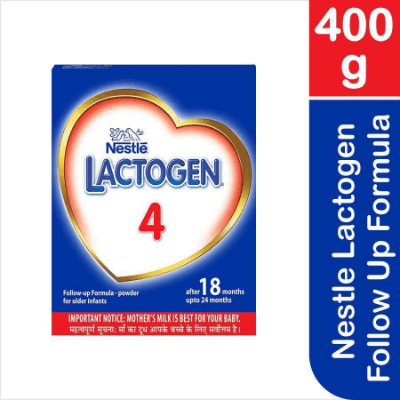 400
g
Nestle Lactogen
Follow Up Formula
Nestlé
LACTOGEN
4
Follow-up Formula - powder
for older Infants
after 18 months
upto 24 months
IMPORTANT NOTICE: MOTHER'S MILK IS BEST FOR YOUR BABY.
महत्वपूर्ण सूचना: माँ का दूध आपके बच्चे के लिए सर्वोत्तम है।